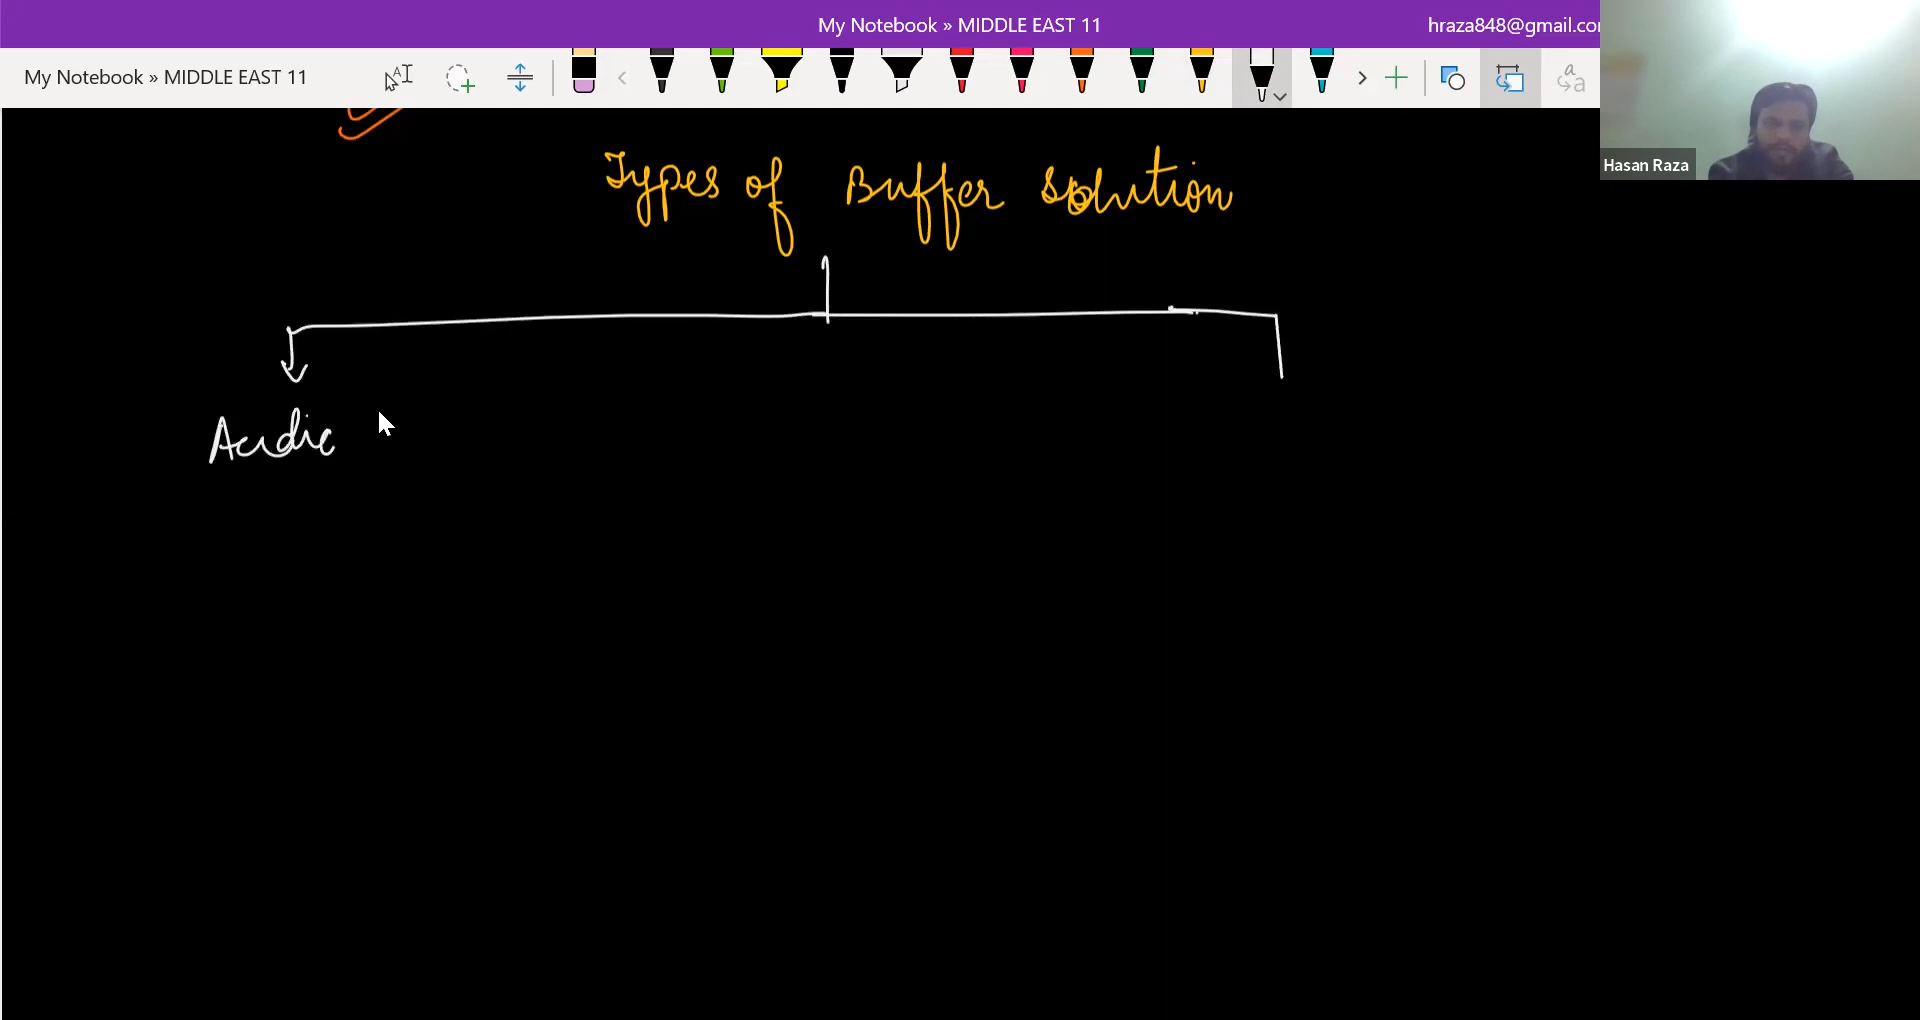 My Notebook » MIDDLE EAST 11
hraza848@gmail.co
My Notebook » MIDDLE EAST 11
Hasan Raza
Types of Buffer solution
Acidic